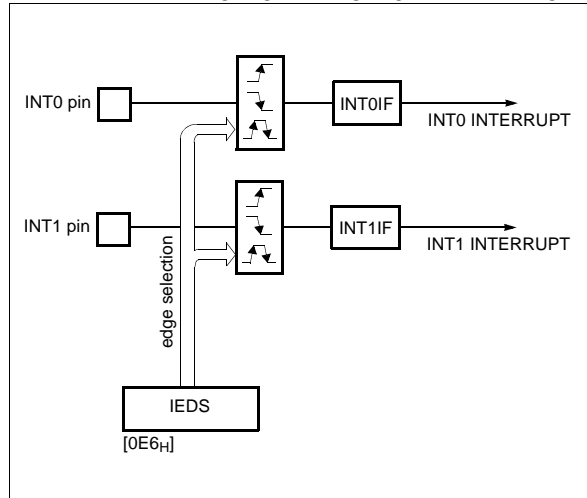 INT0 pin
INT0IF
INT0 INTERRUPT
INT1 pin
INT1IF
INT1 INTERRUPT
edge selection
IEDS
[0E6H]